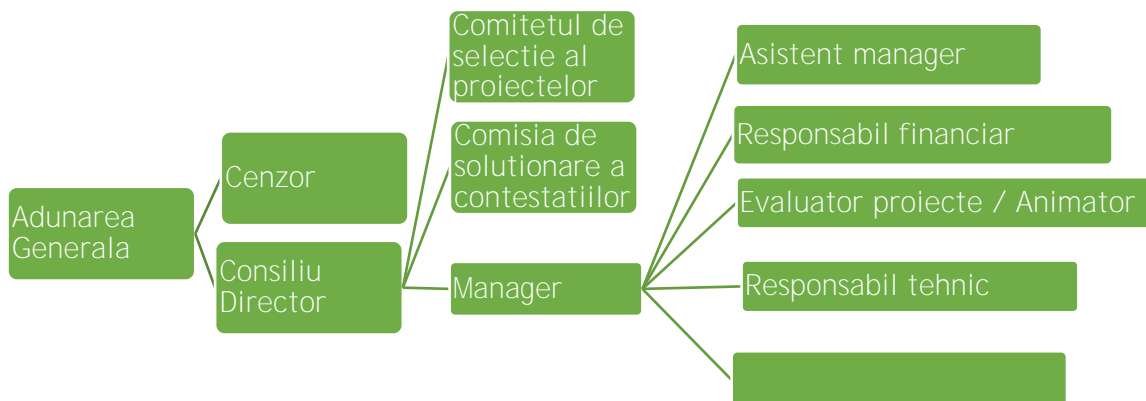 Adunarea
Generala
Cenzor
Consiliu
Director
Comitetul de
selectie al
proiectelor
Comisia de
solutionare a
contestatiilor
Manager
Asistent manager
Responsabil financiar
Evaluator proiecte / Animator
Responsabil tehnic